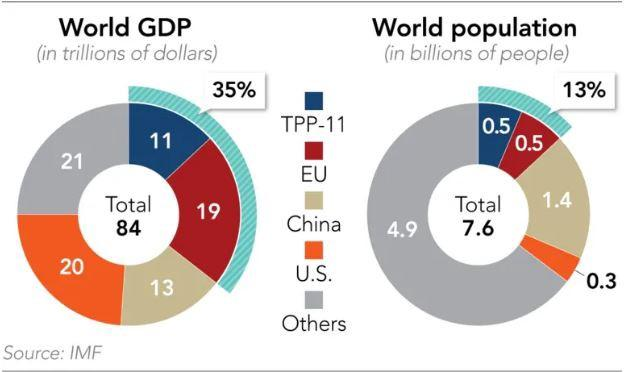 World GDP
(in trillions of dollars)
35%
11
19
13
20
21
Total
84
TPP-11
EU
China
U.S.
Others
World population
(in billions of people)
13%
0.5
0.5
1.4
0.3
4.9
Total
7.6
Source: IMF